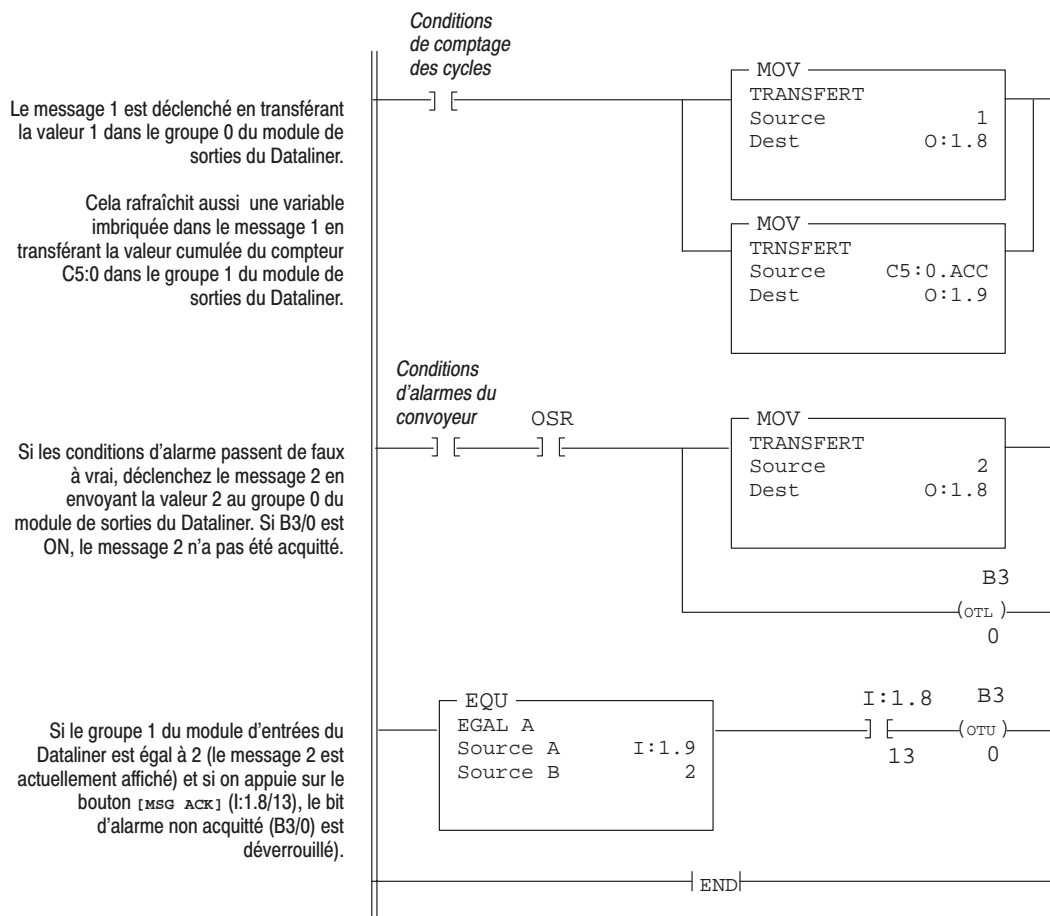 Conditions
de comptage
des cycles
Le message 1 est déclenché en transférant
la valeur 1 dans le groupe 0 du module de
sorties du Dataliner.
Cela rafraîchit aussi une variable
imbriquée dans le message 1 en
transférant la valeur cumulée du compteur
C5:0 dans le groupe 1 du module de
sorties du Dataliner.
MOV
TRANSFERT
Source 1
Dest O:1.8
MOV
TRNSFERT
Source C5:0.ACC
Dest O:1.9
Conditions
d'alarmes du
convoyeur
OSR
Si les conditions d'alarme passent de faux
à vrai, déclenchez le message 2 en
envoyant la valeur 2 au groupe 0 du
module de sorties du Dataliner. Si B3/0 est
ON, le message 2 n'a pas été acquitté.
MOV
TRANSFERT
Source 2
Dest O:1.8
B3
(OTL)
0
Si le groupe 1 du module d'entrées du
Dataliner est égal à 2 (le message 2 est
actuellement affiché) et si on appuie sur le
bouton [MSG ACK] (I:1.8/13), le bit
d'alarme non acquitté (B3/0) est
déverrouillé).
EQU
EGAL A
Source A I:1.9
Source B 2
I:1.8 B3
(OTU)
13 0
END